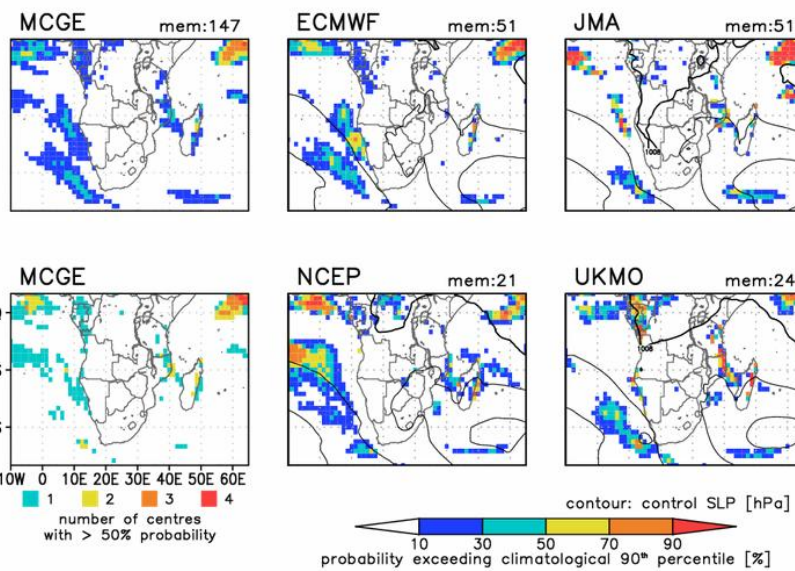 MCGE mem:147
ECMWF mem:51
JMA mem:51
0
1008
MCGE
NCEP mem:21
UKMO mem:24
1008
S
S
10W 0 10E 20E 30E 40E 50E 60E
1 2 3 4
number of centres
with > 50% probability
contour: control SLP [hPa]
10 30 50 70 90
probability exceeding climatological 90th percentile [%]